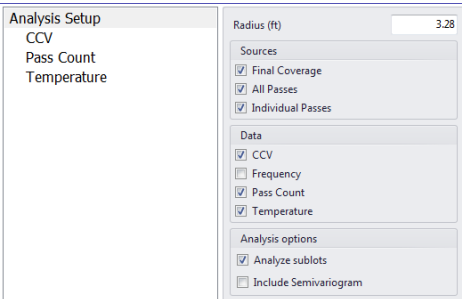 Analysis Setup
CCV
Pass Count
Temperature
Radius (ft) 3.28
Sources
Final Coverage
All Passes
Individual Passes
Data
CCV
Frequency
Pass Count
Temperature
Analysis options
Analyze sublots
Include Semivariogram